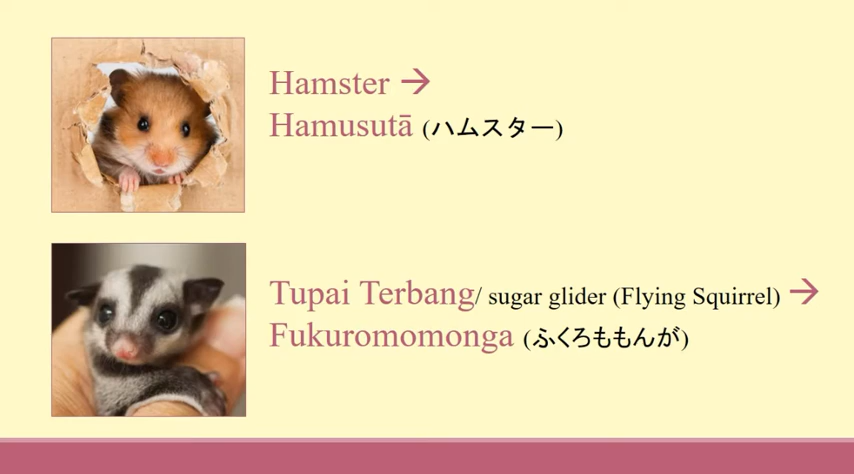 Hamster →
Hamusutā (ハムスター)
Tupai Terbang/ sugar glider (Flying Squirrel) →
Fukuromomonga (ふくろももんが)